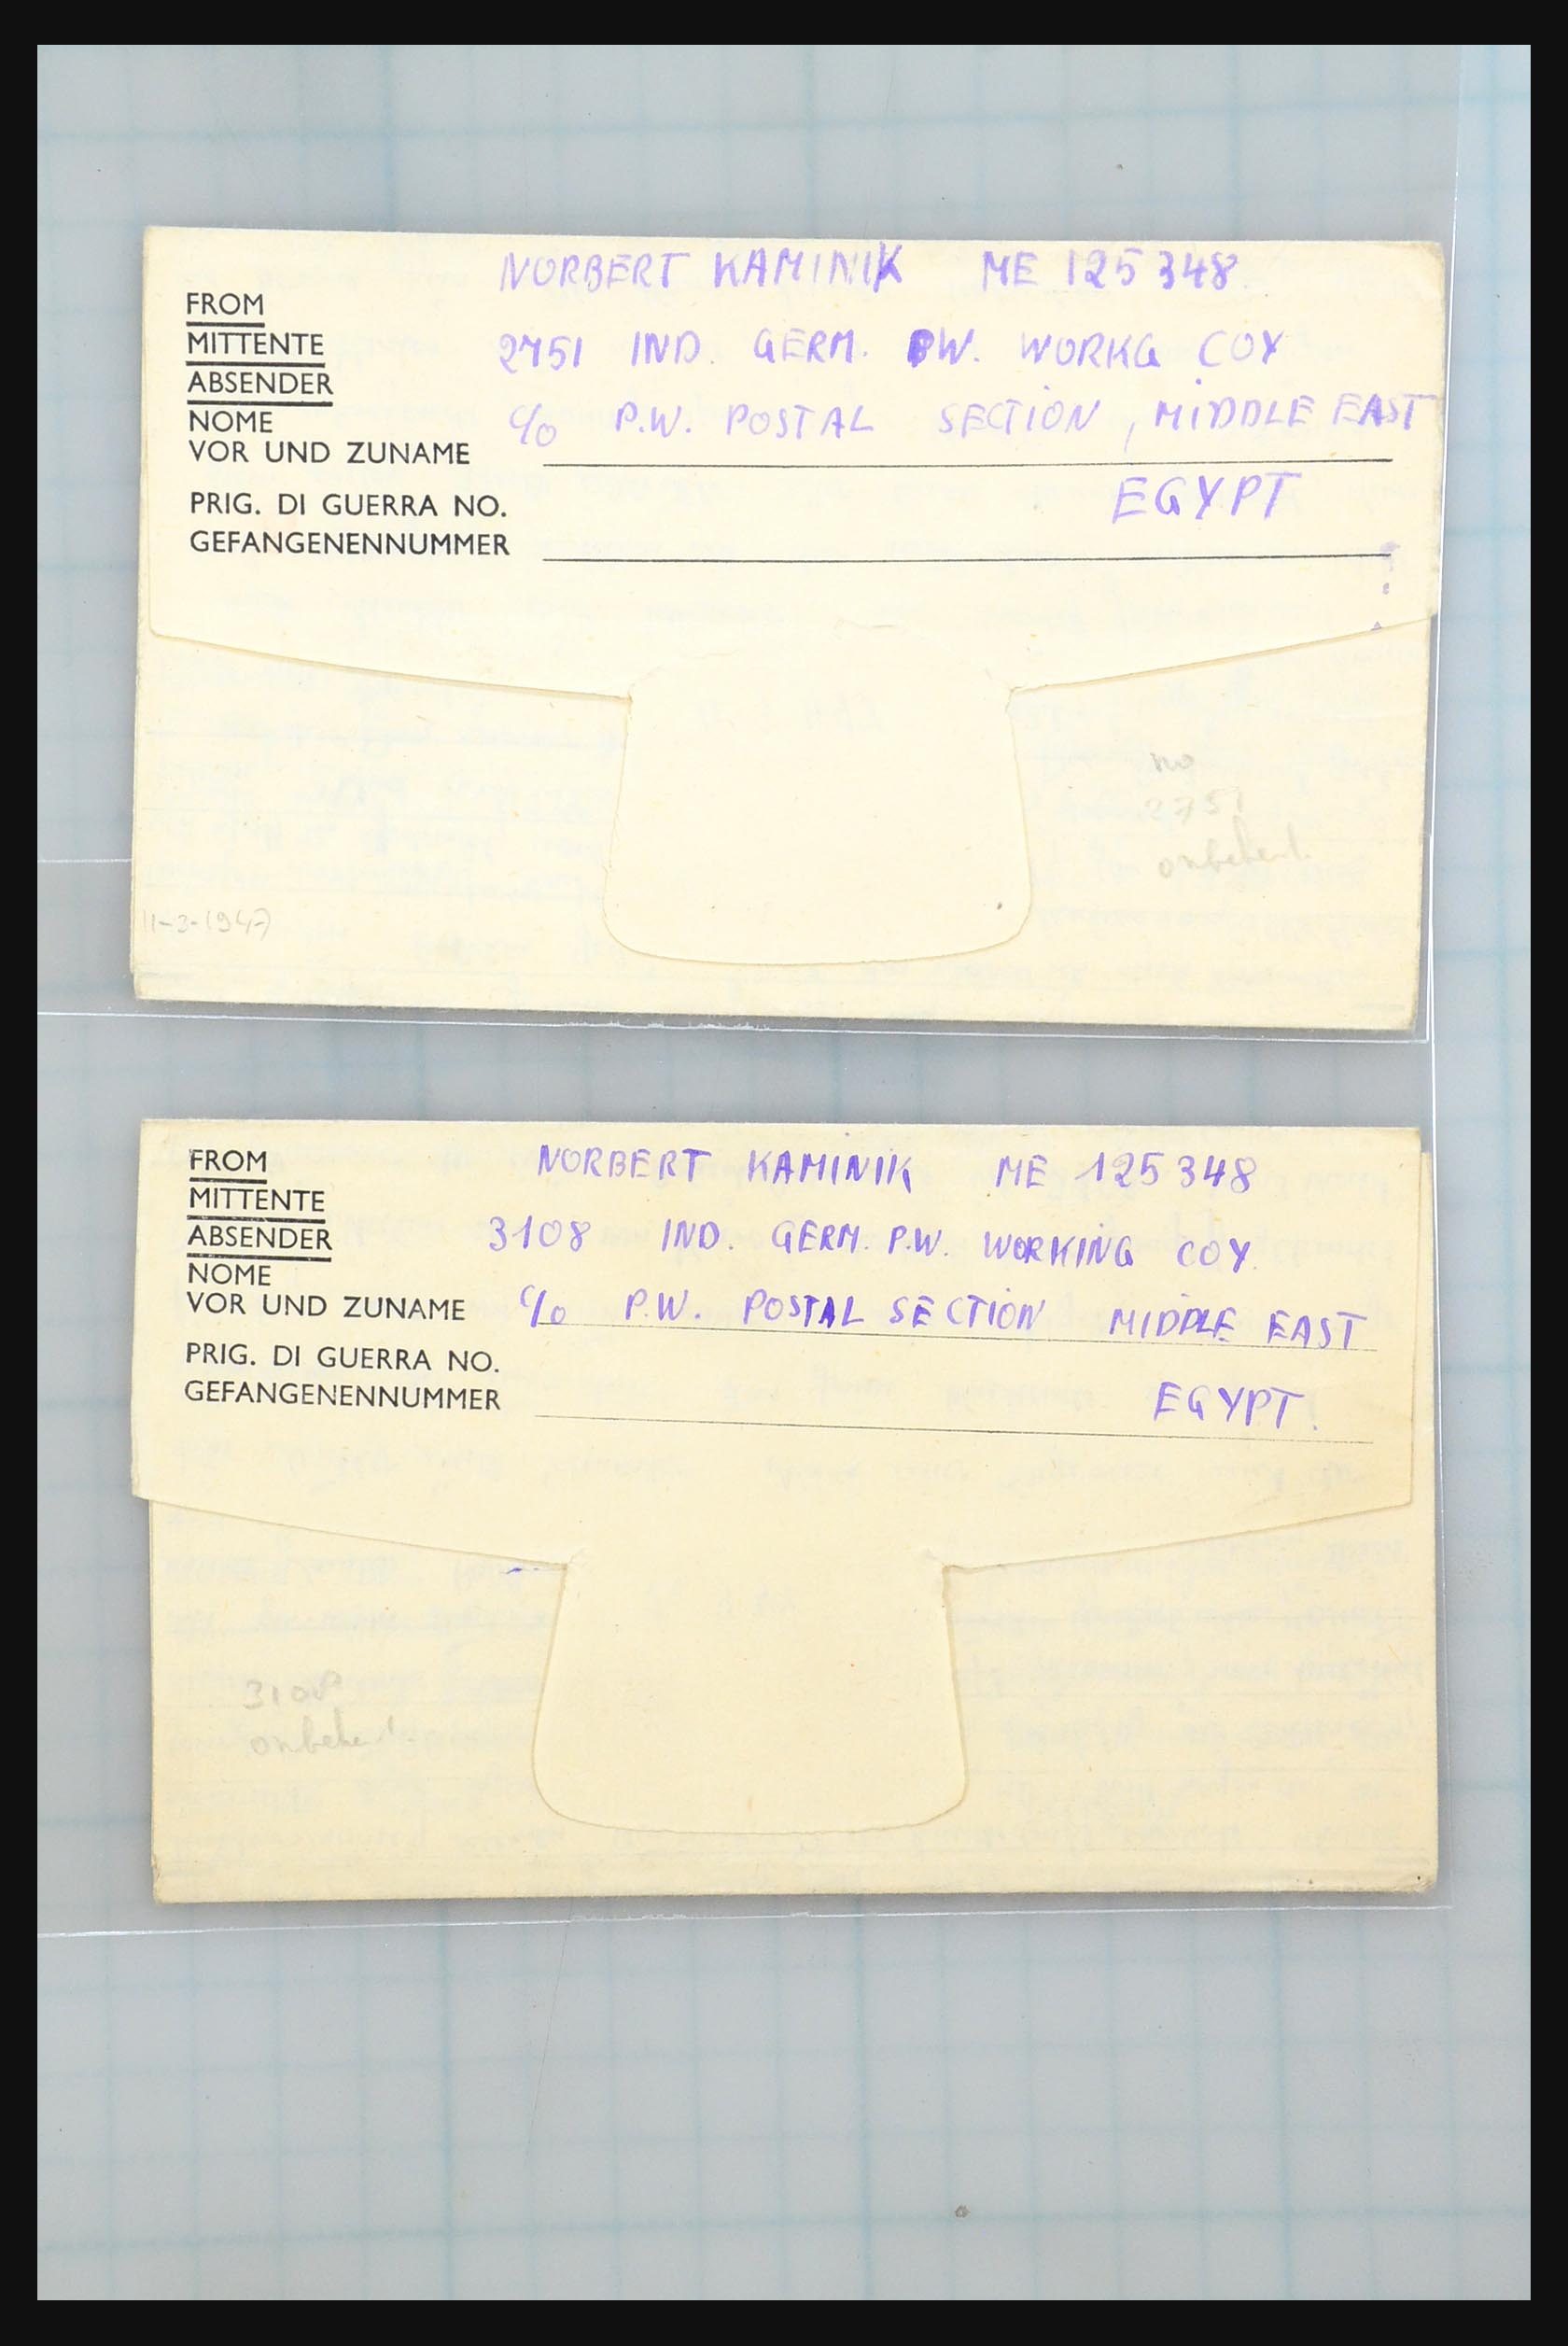 NORBERT KAMINIK ME 125348
FROM
MITTENTE
2751 IND. GERM. PW. WORKG COY
ABSENDER
NOME
c/o P.W. POSTAL SECTION, MIDDLE EAST
VOR UND ZUNAME
PRIG. DI GUERRA NO.
EGYPT
GEFANGENENNUMMER
no
2751
onbekend
11-3-1947
FROM
NORBERT KAMINIK ME 125348
MITTENTE
ABSENDER
3108 IND. GERM. P.W. WORKING COY.
NOME
VOR UND ZUNAME
c/o P.W. POSTAL SECTION MIDDLE EAST
PRIG. DI GUERRA NO.
GEFANGENENNUMMER
EGYPT.
3108
onbekend